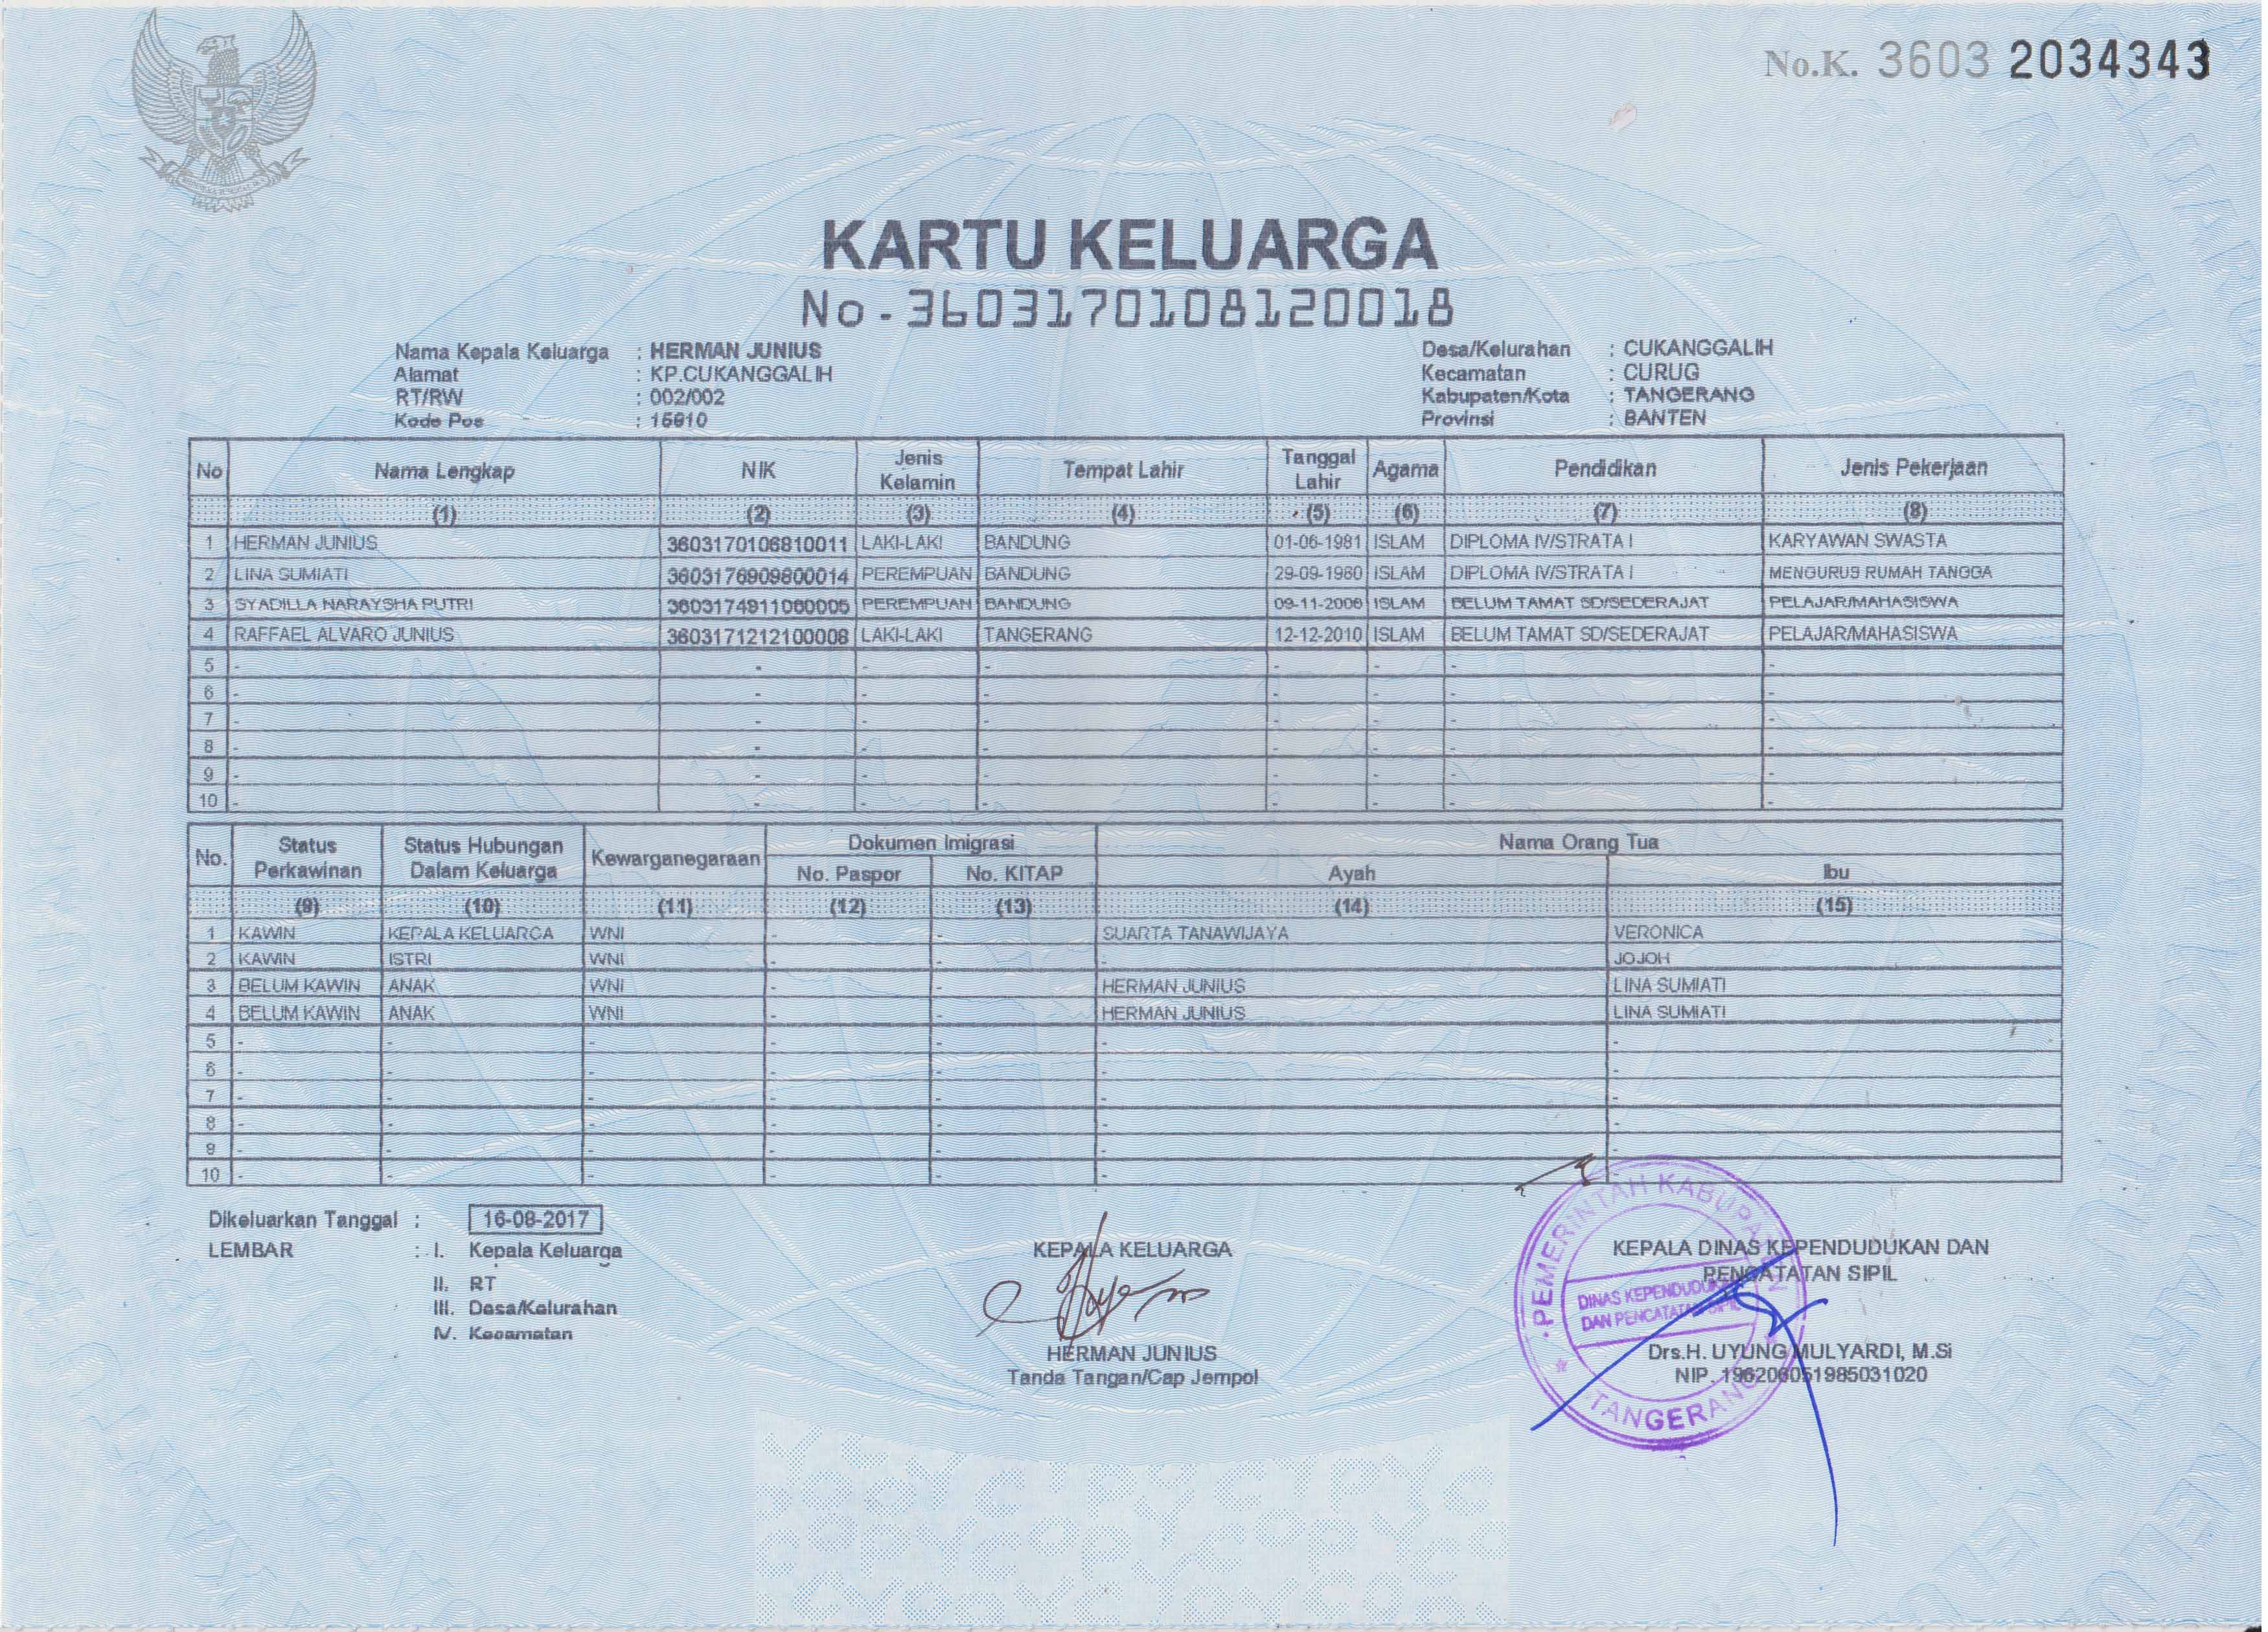 No.K. 3603 2034343
KARTU KELUARGA
No. 3603170108120018
Nama Kepala Keluarga : HERMAN JUNIUS
Alamat : KP.CUKANGGALIH
RT/RW : 002/002
Kode Pos : 15810
Desa/Kelurahan : CUKANGGALIH
Kecamatan : CURUG
Kabupaten/Kota : TANGERANG
Provinsi : BANTEN
No Nama Lengkap NIK Jenis Kelamin Tempat Lahir Tanggal Lahir Agama Pendidikan Jenis Pekerjaan
(1) (2) (3) (4) (5) (6) (7) (8)
1 HERMAN JUNIUS 3603170106810011 LAKI-LAKI BANDUNG 01-06-1981 ISLAM DIPLOMA IV/STRATA I KARYAWAN SWASTA
2 LINA SUMIATI 3603176909800014 PEREMPUAN BANDUNG 29-09-1980 ISLAM DIPLOMA IV/STRATA I MENGURUS RUMAH TANGGA
3 SYADILLA NARAYSHA PUTRI 3603174911060005 PEREMPUAN BANDUNG 09-11-2006 ISLAM BELUM TAMAT SD/SEDERAJAT PELAJAR/MAHASISWA
4 RAFFAEL ALVARO JUNIUS 3603171212100008 LAKI-LAKI TANGERANG 12-12-2010 ISLAM BELUM TAMAT SD/SEDERAJAT PELAJAR/MAHASISWA
5 - - - - - - - -
6 - - - - - - - -
7 - - - - - - - -
8 - - - - - - - -
9 - - - - - - - -
10 - - - - - - - -
No. Status Perkawinan Status Hubungan Dalam Keluarga Kewarganegaraan Dokumen Imigrasi Nama Orang Tua
No. Paspor No. KITAP Ayah Ibu
(9) (10) (11) (12) (13) (14) (15)
1 KAWIN KEPALA KELUARGA WNI - - SUARTA TANAWIJAYA VERONICA
2 KAWIN ISTRI WNI - - - JOJOH
3 BELUM KAWIN ANAK WNI - - HERMAN JUNIUS LINA SUMIATI
4 BELUM KAWIN ANAK WNI - - HERMAN JUNIUS LINA SUMIATI
5 - - - - - - -
6 - - - - - - -
7 - - - - - - -
8 - - - - - - -
9 - - - - - - -
10 - - - - - - -
Dikeluarkan Tanggal : 16-08-2017
LEMBAR : I. Kepala Keluarga
II. RT
III. Desa/Kelurahan
IV. Kecamatan
KEPALA KELUARGA
HERMAN JUNIUS
Tanda Tangan/Cap Jempol
KEPALA DINAS KEPENDUDUKAN DAN
PENCATATAN SIPIL
PEMERINTAH KABUPATEN
DINAS KEPENDUDUKAN
DAN PENCATATAN SIPIL
TANGERANG
Drs.H. UYUNG MULYARDI, M.Si
NIP. 196206051985031020
COPY COPY COPY